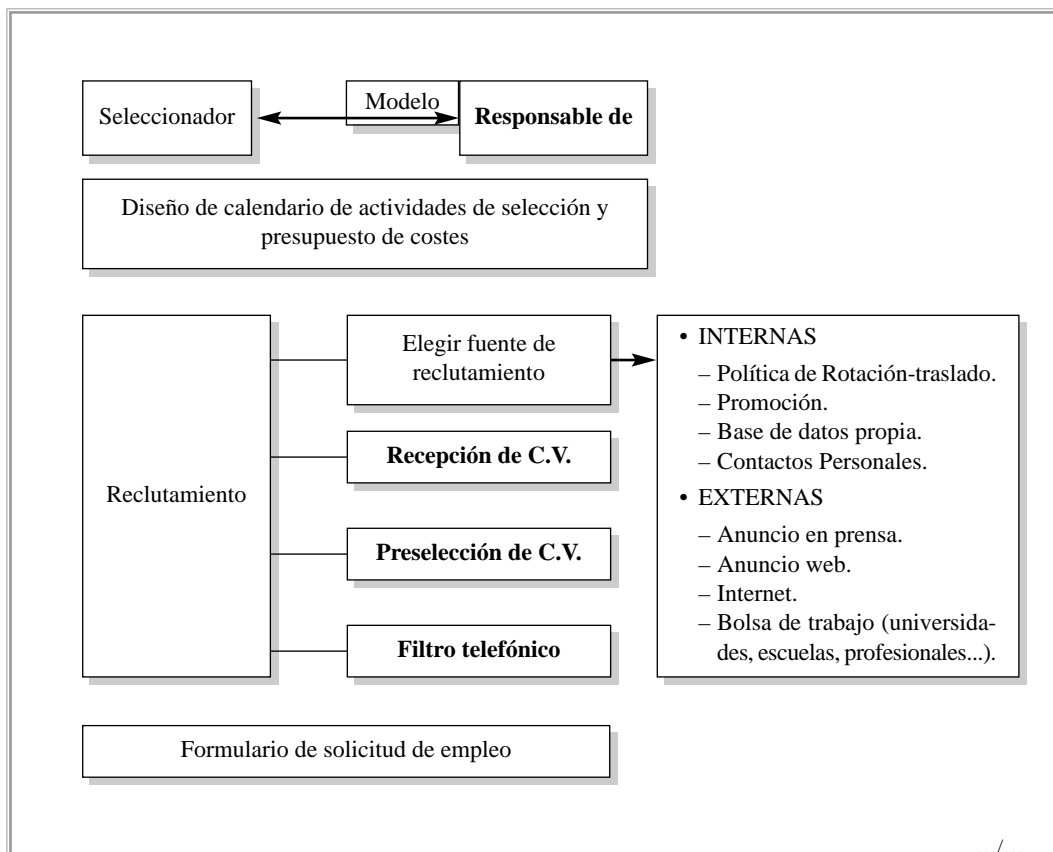 Seleccionador
Modelo
Responsable de
Diseño de calendario de actividades de selección y
presupuesto de costes
Reclutamiento
Elegir fuente de
reclutamiento
Recepción de C.V.
Preselección de C.V.
Filtro telefónico
• INTERNAS
– Política de Rotación-traslado.
– Promoción.
– Base de datos propia.
– Contactos Personales.
• EXTERNAS
– Anuncio en prensa.
– Anuncio web.
– Internet.
– Bolsa de trabajo (universida-
des, escuelas, profesionales...).
Formulario de solicitud de empleo
/